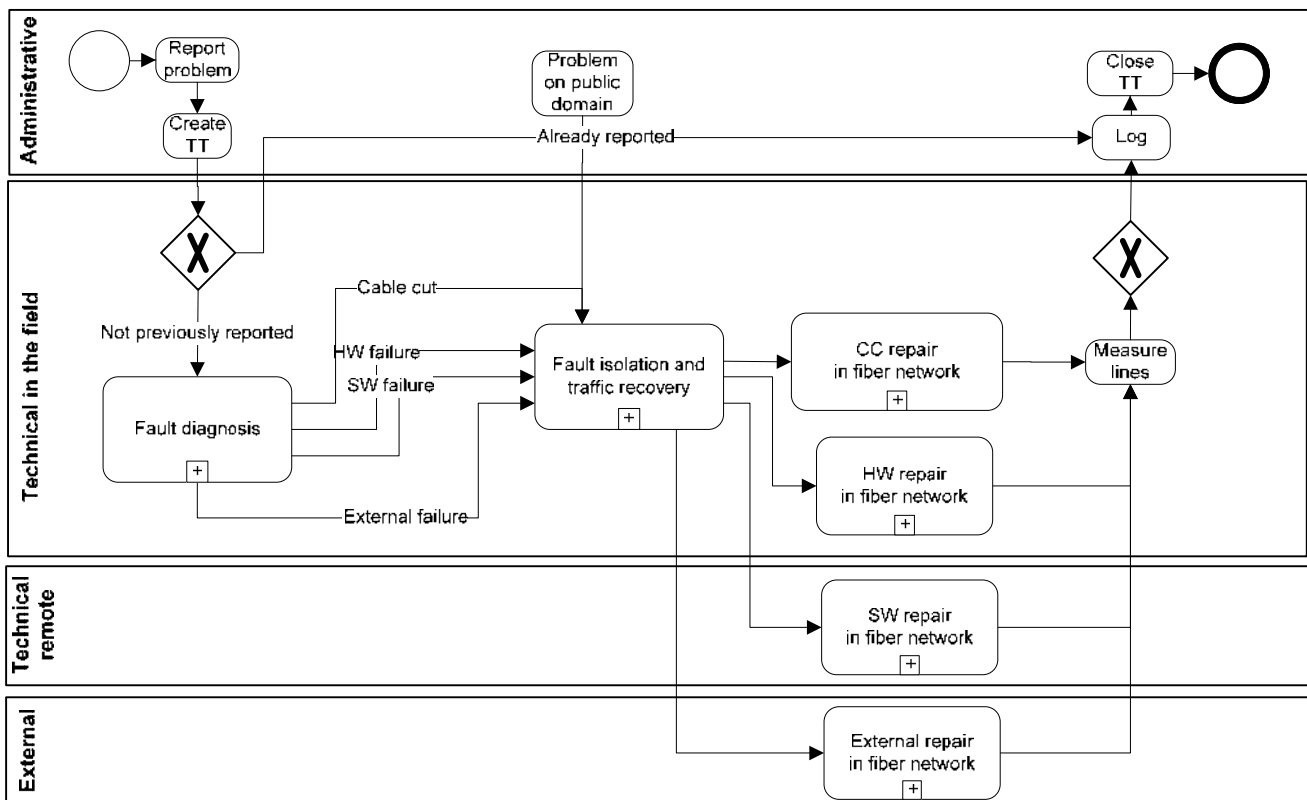 Administrative
Report
problem
Create
TT
Problem
on public
domain
Already reported
Close
TT
Log
Technical in the field
Not previously reported
Cable cut
HW failure
SW failure
External failure
Fault diagnosis
+
Fault isolation and
traffic recovery
+
CC repair
in fiber network
+
Measure
lines
HW repair
in fiber network
+
Technical
remote
SW repair
in fiber network
+
External
External repair
in fiber network
+